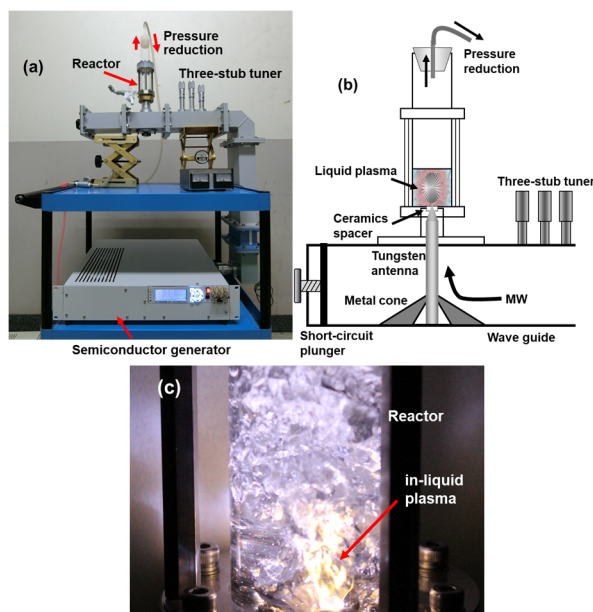 (a)
Pressure
reduction
Reactor
Three-stub tuner
Semiconductor generator
(b)
Pressure
reduction
Liquid plasma
Three-stub tuner
Ceramics
spacer
Tungsten
antenna
Metal cone
MW
Short-circuit
plunger
Wave guide
(c)
Reactor
in-liquid
plasma